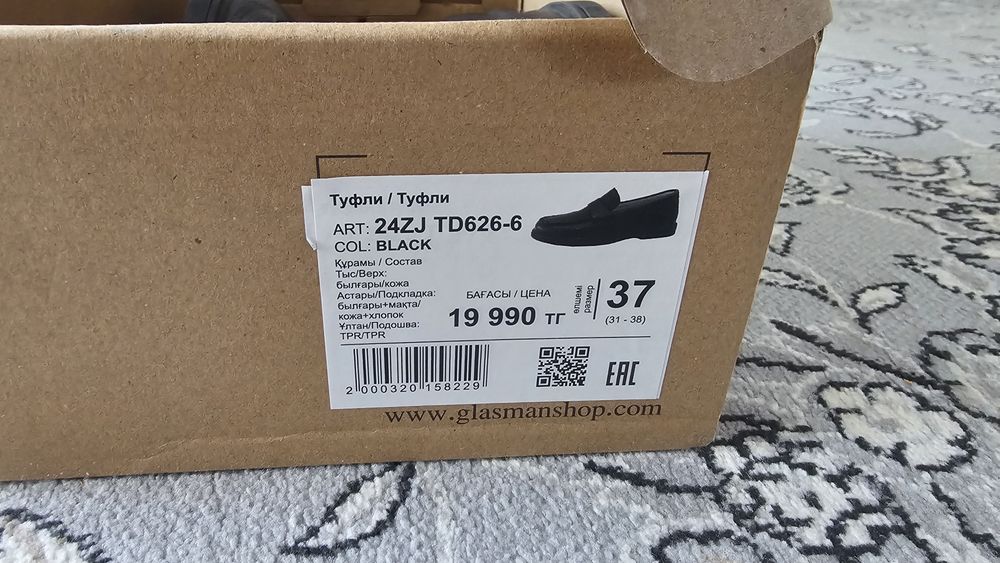 Туфли / Туфли
ART: 24ZJ TD626-6
COL: BLACK
Құрамы / Состав
Тыс/Верх:
былғары/кожа
Астары/Подкладка:
былғары+мақта/
кожа+хлопок
Ұлтан/Подошва:
TPR/TPR
БАҒАСЫ / ЦЕНА
19 990 тг
өлшемі
размер
37
(31 - 38)
2 000320 158229
EAC
www.glasmanshop.com